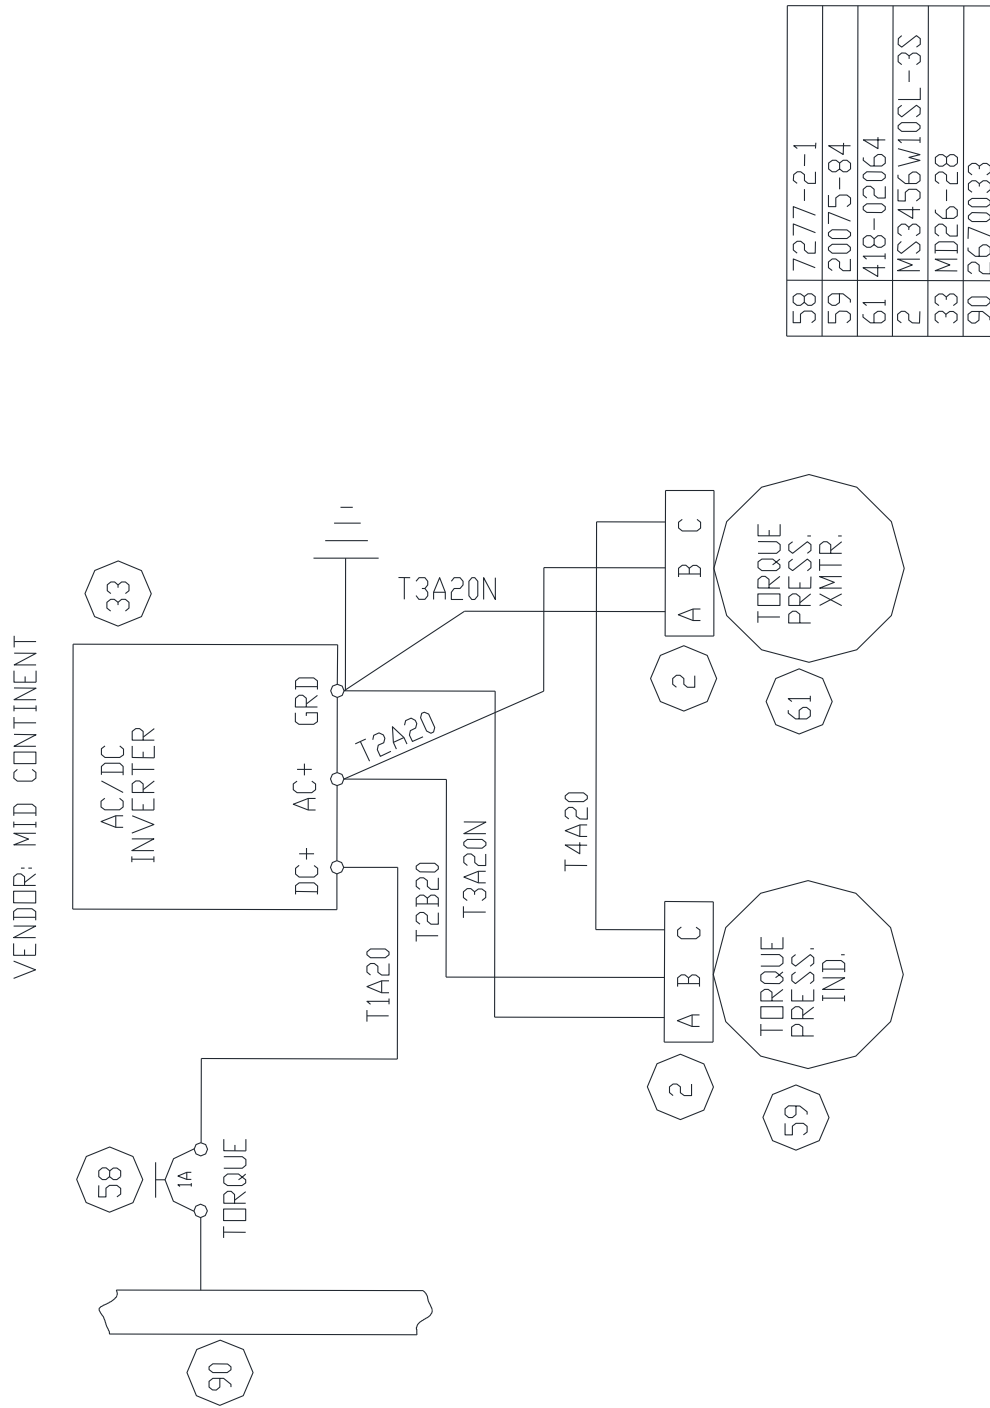 VENDOR: MID CONTINENT
33
AC/DC
INVERTER
DC+
AC+
GRD
58
1A
TORQUE
90
T1A20
T2B20
T3A20N
T2A20
T3A20N
T4A20
2
A B C
59
TORQUE
PRESS.
IND.
2
A B C
61
TORQUE
PRESS.
XMTR.
58 7277-2-1
59 20075-84
61 418-02064
2 MS3456W10SL-3S
33 MD26-28
90 2670033